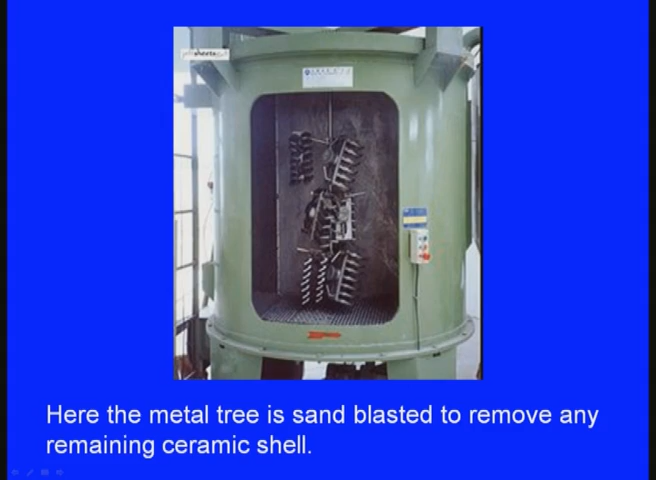 Here the metal tree is sand blasted to remove any
remaining ceramic shell.